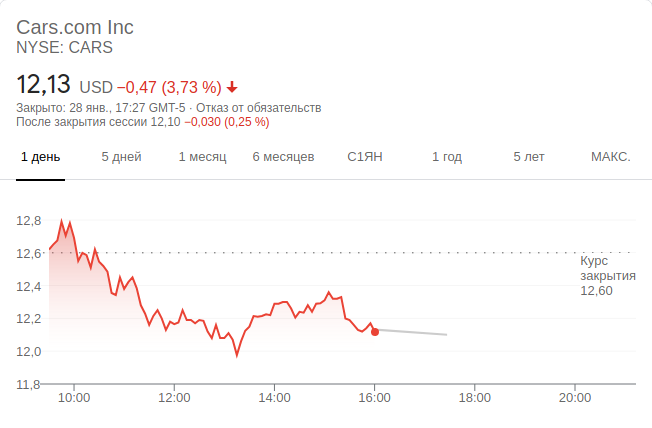 Cars.com Inc
NYSE: CARS
12,13 USD −0,47 (3,73 %)
Закрыто: 28 янв., 17:27 GMT-5 · Отказ от обязательств
После закрытия сессии 12,10 −0,030 (0,25 %)
1 день 5 дней 1 месяц 6 месяцев С1ЯН 1 год 5 лет МАКС.
12,8
12,6
Курс
закрытия
12,60
12,4
12,2
12,0
11,8
10:00 12:00 14:00 16:00 18:00 20:00